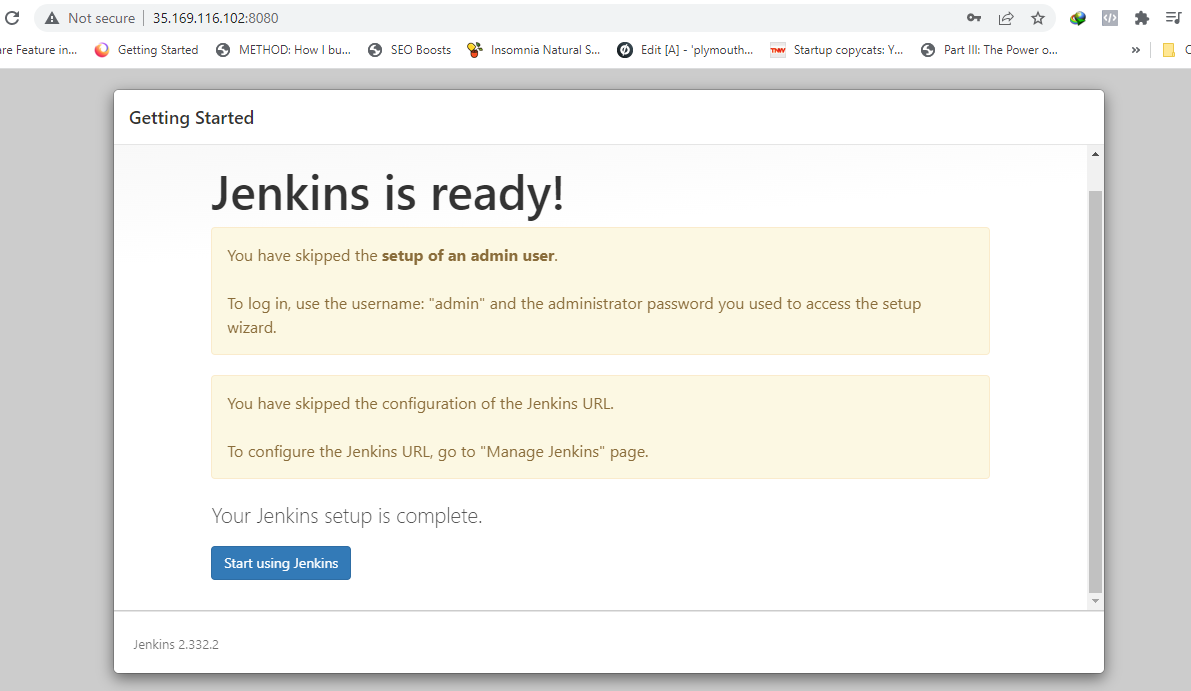 Not secure
35.169.116.102:8080
are Feature in...
Getting Started
METHOD: How I bu...
SEO Boosts
Insomnia Natural S...
Edit [A] - 'plymouth...
TNW
Startup copycats: Y...
Part III: The Power o...
»
Getting Started
Jenkins is ready!
You have skipped the setup of an admin user.
To log in, use the username: "admin" and the administrator password you used to access the setup
wizard.
You have skipped the configuration of the Jenkins URL.
To configure the Jenkins URL, go to "Manage Jenkins" page.
Your Jenkins setup is complete.
Start using Jenkins
Jenkins 2.332.2